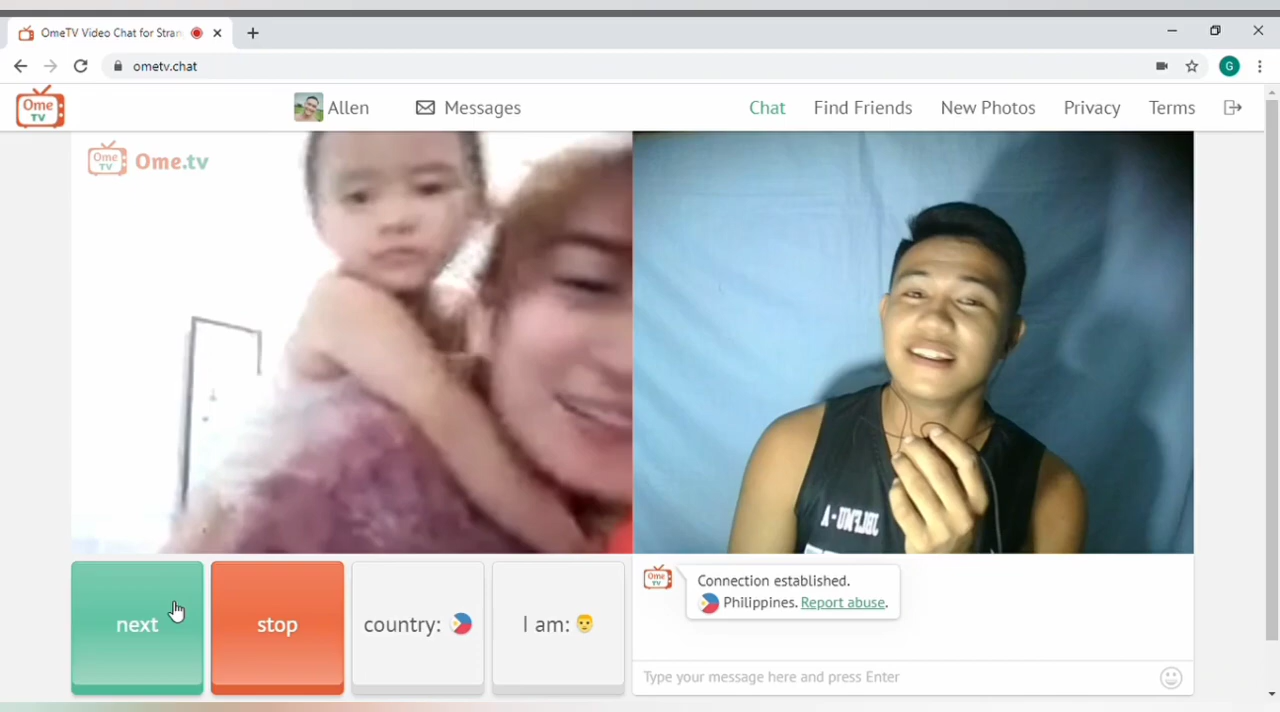 OmeTV Video Chat for Stran
ometv.chat
G
Ome
TV
Allen
Messages
Chat
Find Friends
New Photos
Privacy
Terms
Ome
TV
Ome.tv
JBLFMU - A
next
stop
country:
I am:
Ome
TV
Connection established.
Philippines. Report abuse.
Type your message here and press Enter